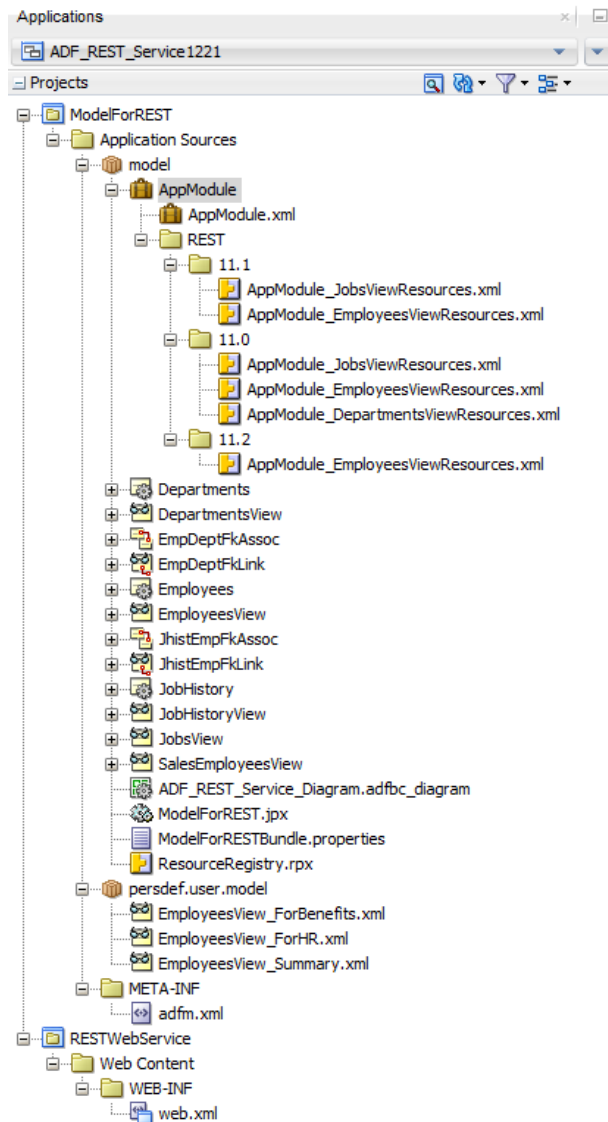 Applications
ADF_REST_Service1221
Projects
ModelForREST
Application Sources
model
AppModule
AppModule.xml
REST
11.1
AppModule_JobsViewResources.xml
AppModule_EmployeesViewResources.xml
11.0
AppModule_JobsViewResources.xml
AppModule_EmployeesViewResources.xml
AppModule_DepartmentsViewResources.xml
11.2
AppModule_EmployeesViewResources.xml
Departments
DepartmentsView
EmpDeptFkAssoc
EmpDeptFkLink
Employees
EmployeesView
JhistEmpFkAssoc
JhistEmpFkLink
JobHistory
JobHistoryView
JobsView
SalesEmployeesView
ADF_REST_Service_Diagram.adfbc_diagram
ModelForREST.jpx
ModelForRESTBundle.properties
ResourceRegistry.rpx
persdef.user.model
EmployeesView_ForBenefits.xml
EmployeesView_ForHR.xml
EmployeesView_Summary.xml
META-INF
adfm.xml
RESTWebService
Web Content
WEB-INF
web.xml